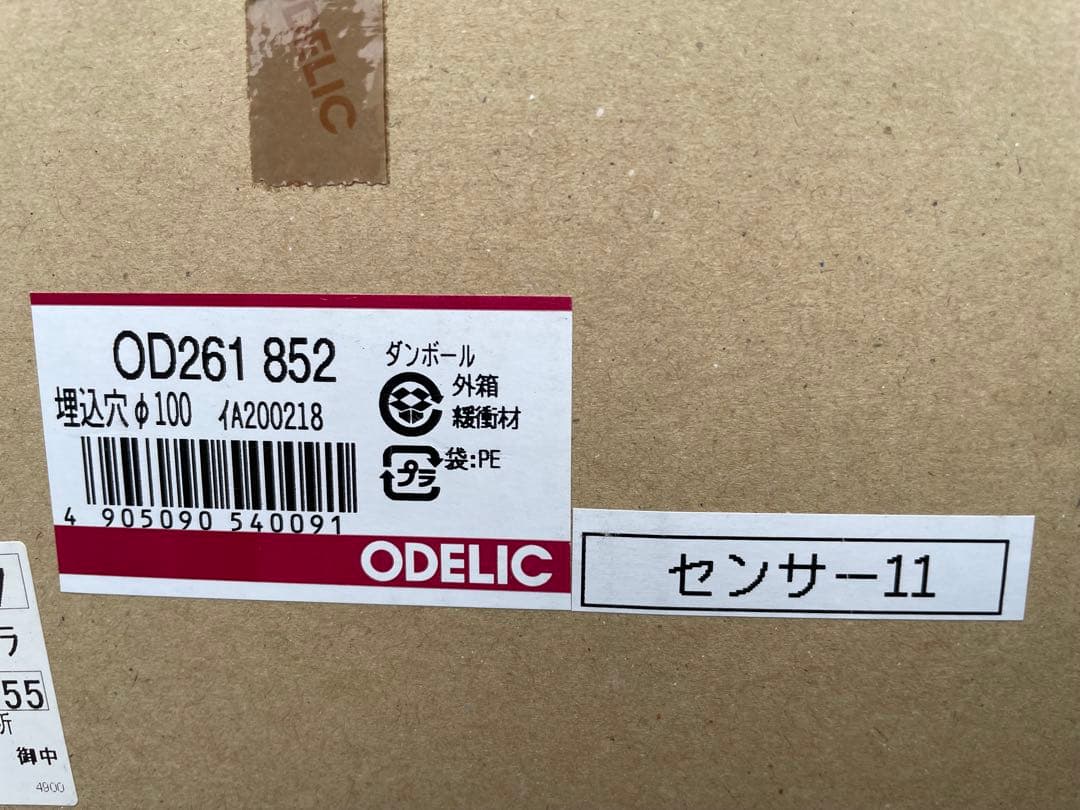 ODELIC
OD261 852
埋込穴φ100 ｲA200218
ダンボール
外箱
緩衝材
プラ
袋:PE
4 905090 540091
ODELIC
センサー11
ラ
55
御中
4900